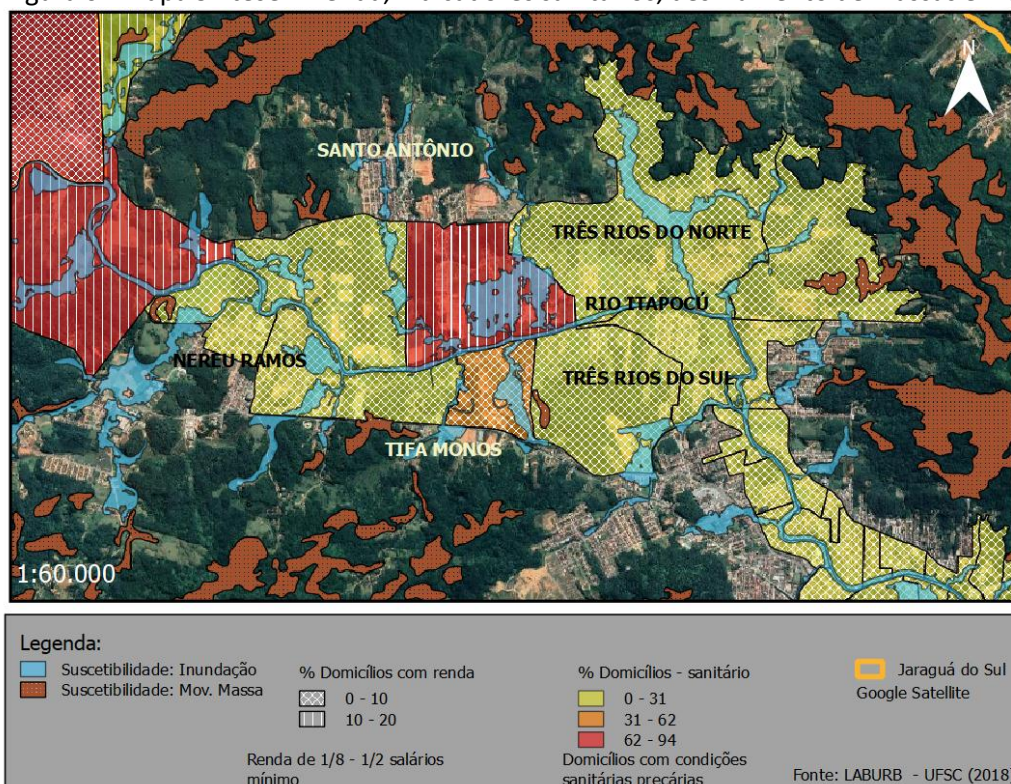 N
SANTO ANTÔNIO
TRÊS RIOS DO NORTE
RIO ITAPOCÚ
NEREU RAMOS
TRÊS RIOS DO SUL
TIFA MONOS
1:60.000
Legenda:
Suscetibilidade: Inundação
Suscetibilidade: Mov. Massa
% Domicílios com renda
0 - 10
10 - 20
Renda de 1/8 - 1/2 salários
mínimo
% Domicílios - sanitário
0 - 31
31 - 62
62 - 94
Domicílios com condições
sanitárias precárias
Jaraguá do Sul
Google Satellite
Fonte: LABURB - UFSC (2018)